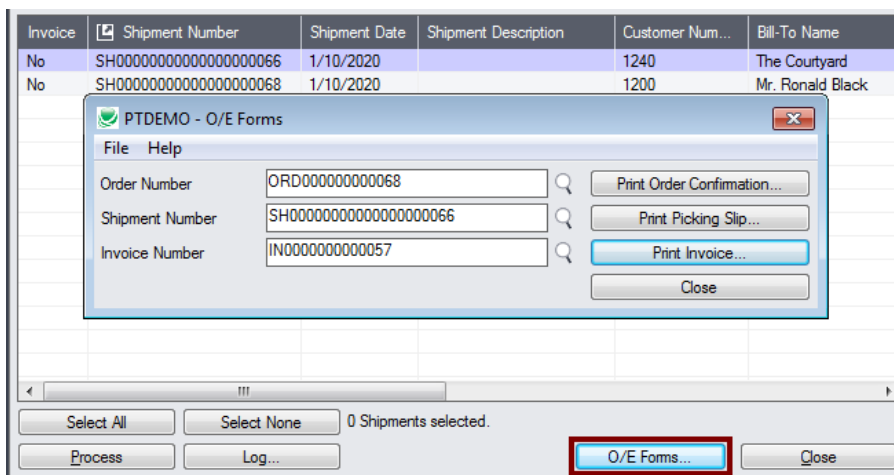 Invoice Shipment Number Shipment Date Shipment Description Customer Num... Bill-To Name
No SH00000000000000000066 1/10/2020 1240 The Courtyard
No SH00000000000000000068 1/10/2020 1200 Mr. Ronald Black
PTDEMO - O/E Forms
File Help
Order Number ORD000000000068 Print Order Confirmation...
Shipment Number SH00000000000000000066 Print Picking Slip...
Invoice Number IN0000000000057 Print Invoice...
Close
Select All Select None 0 Shipments selected.
Process Log... O/E Forms... Close